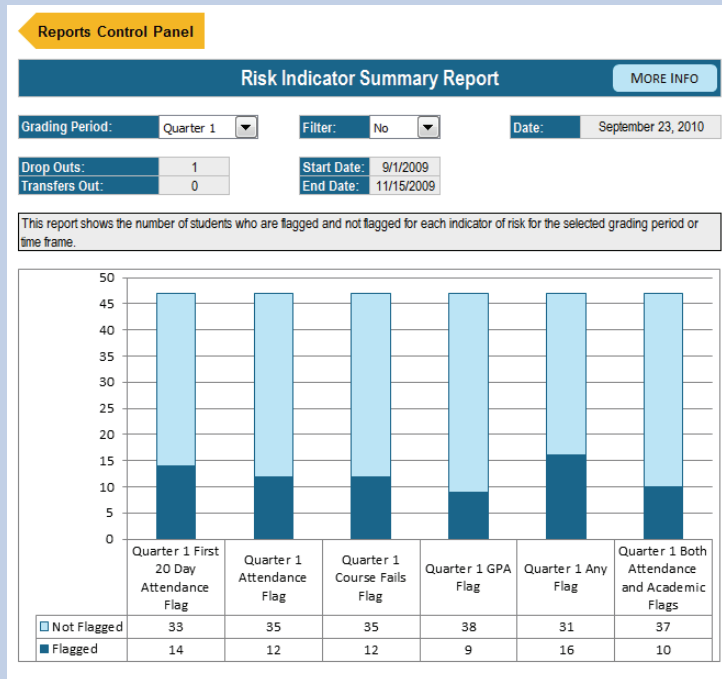 Reports Control Panel
Risk Indicator Summary Report
MORE INFO
Grading Period: Quarter 1 Filter: No Date: September 23, 2010
Drop Outs: 1 Start Date: 9/1/2009
Transfers Out: 0 End Date: 11/15/2009
This report shows the number of students who are flagged and not flagged for each indicator of risk for the selected grading period or
time frame.
50
45
40
35
30
25
20
15
10
5
0
Quarter 1 First
20 Day
Attendance
Flag
Quarter 1
Attendance
Flag
Quarter 1
Course Fails
Flag
Quarter 1 GPA
Flag
Quarter 1 Any
Flag
Quarter 1 Both
Attendance
and Academic
Flags
Not Flagged 33 35 35 38 31 37
Flagged 14 12 12 9 16 10